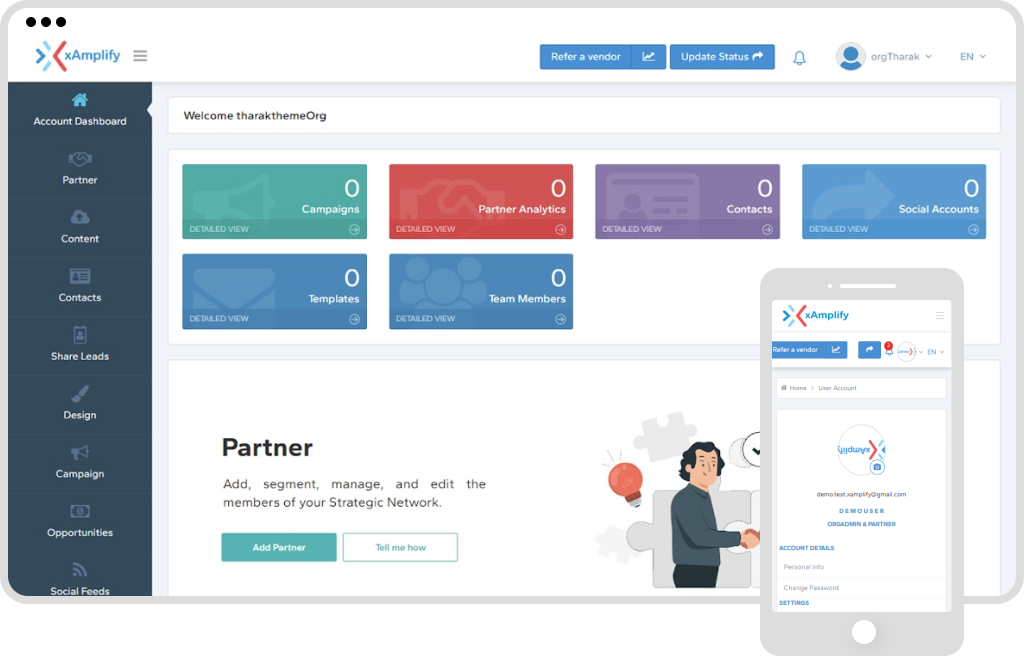 xAmplify
Refer a vendor
Update Status
orgTharak
EN
Account Dashboard
Partner
Content
Contacts
Share Leads
Design
Campaign
Opportunities
Social Feeds
Welcome tharakthemeOrg
0
Campaigns
DETAILED VIEW
0
Partner Analytics
DETAILED VIEW
0
Contacts
DETAILED VIEW
0
Social Accounts
DETAILED VIEW
0
Templates
DETAILED VIEW
0
Team Members
DETAILED VIEW
Partner
Add, segment, manage, and edit the
members of your Strategic Network.
Add Partner
Tell me how
xAmplify
Refer a vendor
EN
Home > User Account
xAmplify
demo.test.xamplify@gmail.com
DEMOUSER
ORGADMIN & PARTNER
ACCOUNT DETAILS
Personal Info
Change Password
SETTINGS